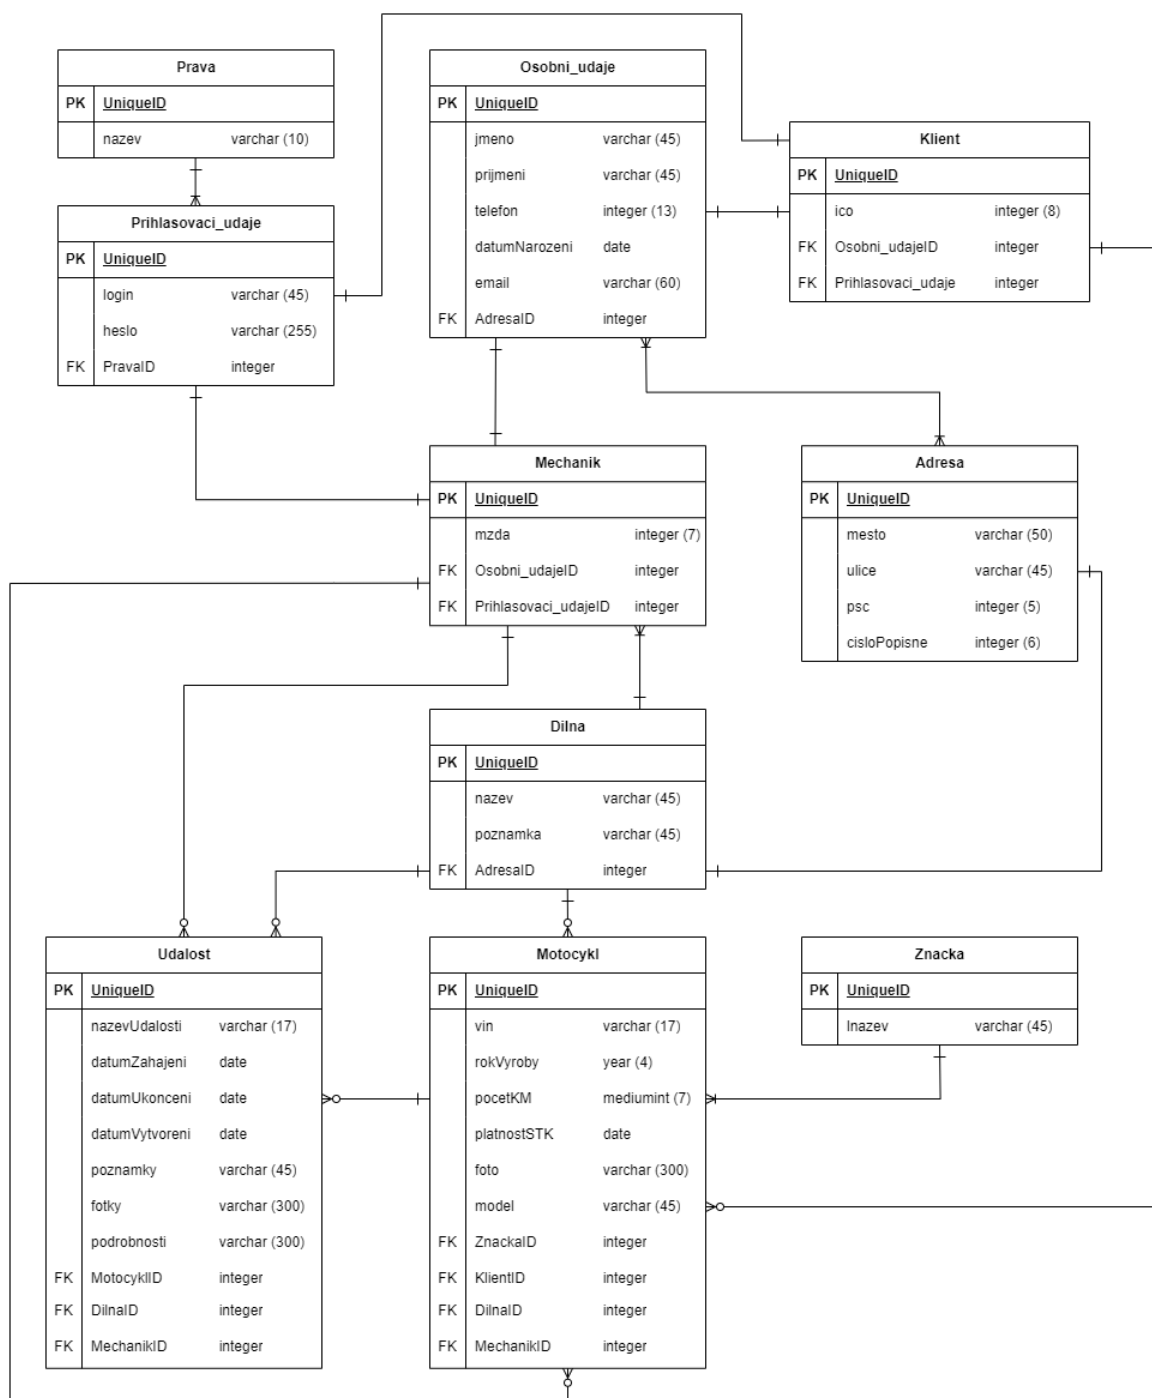 Prava
PK UniqueID
nazev varchar (10)
Prihlasovaci_udaje
PK UniqueID
login varchar (45)
heslo varchar (255)
FK PravaID integer
Osobni_udaje
PK UniqueID
jmeno varchar (45)
prijmeni varchar (45)
telefon integer (13)
datumNarozeni date
email varchar (60)
FK AdresaID integer
Klient
PK UniqueID
ico integer (8)
FK Osobni_udajeID integer
FK Prihlasovaci_udaje integer
Mechanik
PK UniqueID
mzda integer (7)
FK Osobni_udajeID integer
FK Prihlasovaci_udajeID integer
Adresa
PK UniqueID
mesto varchar (50)
ulice varchar (45)
psc integer (5)
cisloPopisne integer (6)
Dilna
PK UniqueID
nazev varchar (45)
poznamka varchar (45)
FK AdresaID integer
Udalost
PK UniqueID
nazevUdalosti varchar (17)
datumZahajeni date
datumUkonceni date
datumVytvoreni date
poznamky varchar (45)
fotky varchar (300)
podrobnosti varchar (300)
FK MotocyklID integer
FK DilnaID integer
FK MechanikID integer
Motocykl
PK UniqueID
vin varchar (17)
rokVyroby year (4)
pocetKM mediumint (7)
platnostSTK date
foto varchar (300)
model varchar (45)
FK ZnackaID integer
FK KlientID integer
FK DilnaID integer
FK MechanikID integer
Znacka
PK UniqueID
Inazev varchar (45)